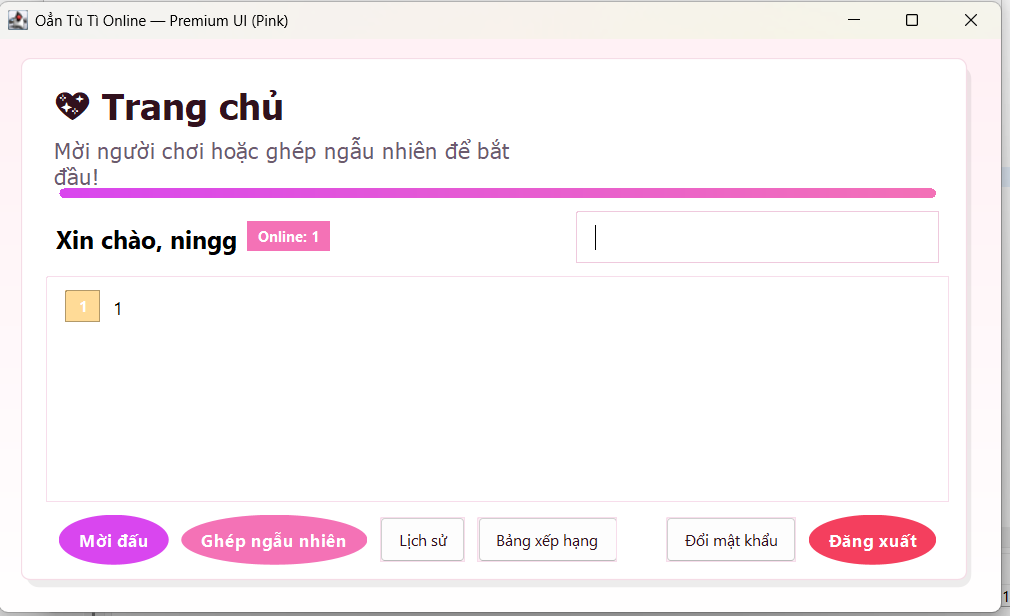 Oẳn Tù Tì Online — Premium UI (Pink)
Trang chủ
Mời người chơi hoặc ghép ngẫu nhiên để bắt
đầu!
Xin chào, ningg Online: 1
1 1
Mời đấu Ghép ngẫu nhiên Lịch sử Bảng xếp hạng Đổi mật khẩu Đăng xuất
1